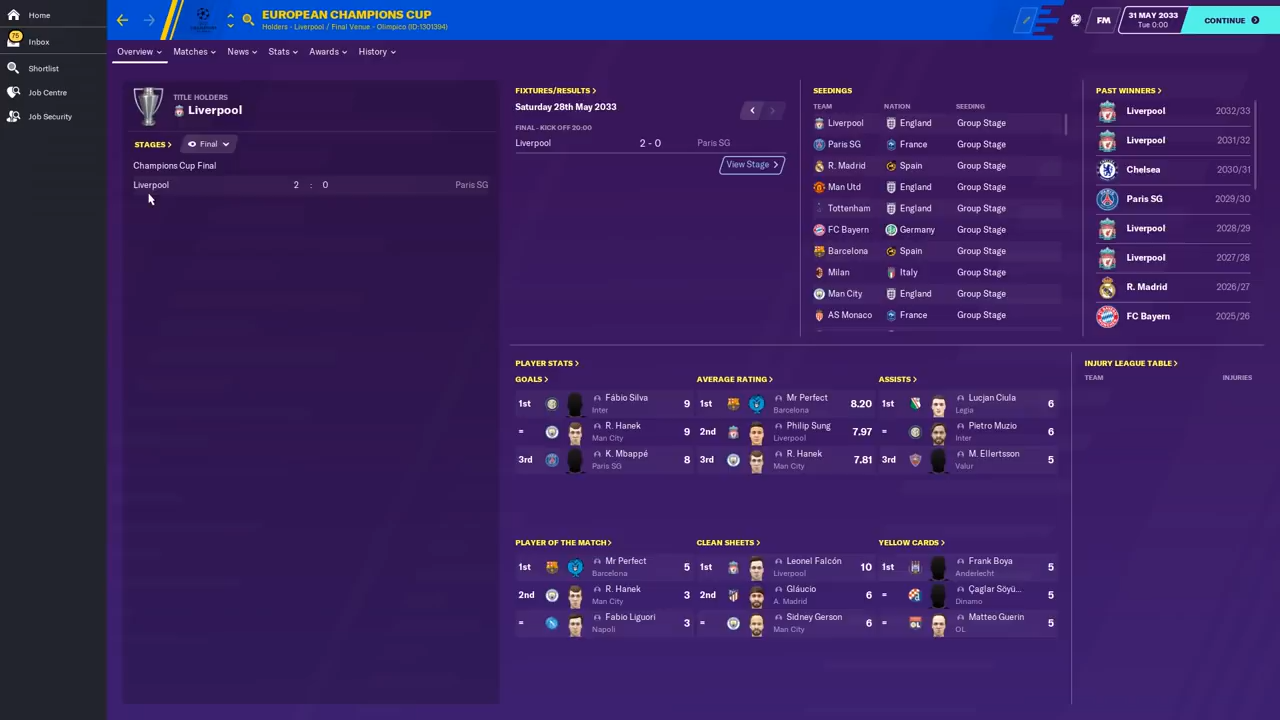 EUROPEAN CHAMPIONS CUP
Holders - Liverpool / Final Venue - Olimpico (ID:1301394)
FM
31 MAY 2033
Tue 0:00
CONTINUE
75
Home
Inbox
Shortlist
Job Centre
Job Security
Overview
Matches
News
Stats
Awards
History
TITLE HOLDERS
Liverpool
STAGES
Final
Champions Cup Final
Liverpool 2 : 0 Paris SG
FIXTURES/RESULTS
Saturday 28th May 2033
FINAL - KICK OFF 20:00
Liverpool 2 - 0 Paris SG
View Stage
SEEDINGS
TEAM NATION SEEDING
Liverpool England Group Stage
Paris SG France Group Stage
R. Madrid Spain Group Stage
Man Utd England Group Stage
Tottenham England Group Stage
FC Bayern Germany Group Stage
Barcelona Spain Group Stage
Milan Italy Group Stage
Man City England Group Stage
AS Monaco France Group Stage
PAST WINNERS
Liverpool 2032/33
Liverpool 2031/32
Chelsea 2030/31
Paris SG 2029/30
Liverpool 2028/29
Liverpool 2027/28
R. Madrid 2026/27
FC Bayern 2025/26
PLAYER STATS
GOALS
1st Fábio Silva 9
Inter
= R. Hanek 9
Man City
3rd K. Mbappé 8
Paris SG
AVERAGE RATING
1st Mr Perfect 8.20
Barcelona
2nd Philip Sung 7.97
Liverpool
3rd R. Hanek 7.81
Man City
ASSISTS
1st Lucjan Ciula 6
Legia
= Pietro Muzio 6
Inter
3rd M. Ellertsson 5
Valur
INJURY LEAGUE TABLE
TEAM INJURIES
PLAYER OF THE MATCH
1st Mr Perfect 5
Barcelona
2nd R. Hanek 3
Man City
= Fabio Liguori 3
Napoli
CLEAN SHEETS
1st Leonel Falcón 10
Liverpool
2nd Gláucio 6
A. Madrid
= Sidney Gerson 6
Man City
YELLOW CARDS
1st Frank Boya 5
Anderlecht
= Çaglar Söyü... 5
Dinamo
= Matteo Guerin 5
OL